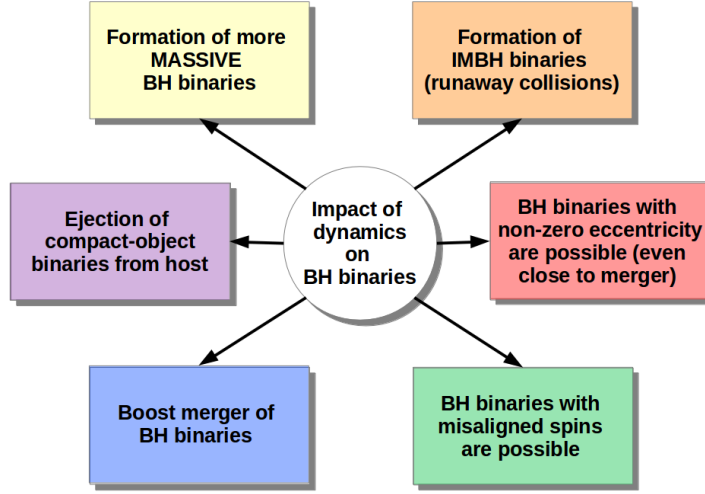 Formation of more
MASSIVE
BH binaries
Formation of
IMBH binaries
(runaway collisions)
Ejection of
compact-object
binaries from host
Impact of
dynamics
on
BH binaries
BH binaries with
non-zero eccentricity
are possible (even
close to merger)
Boost merger of
BH binaries
BH binaries with
misaligned spins
are possible